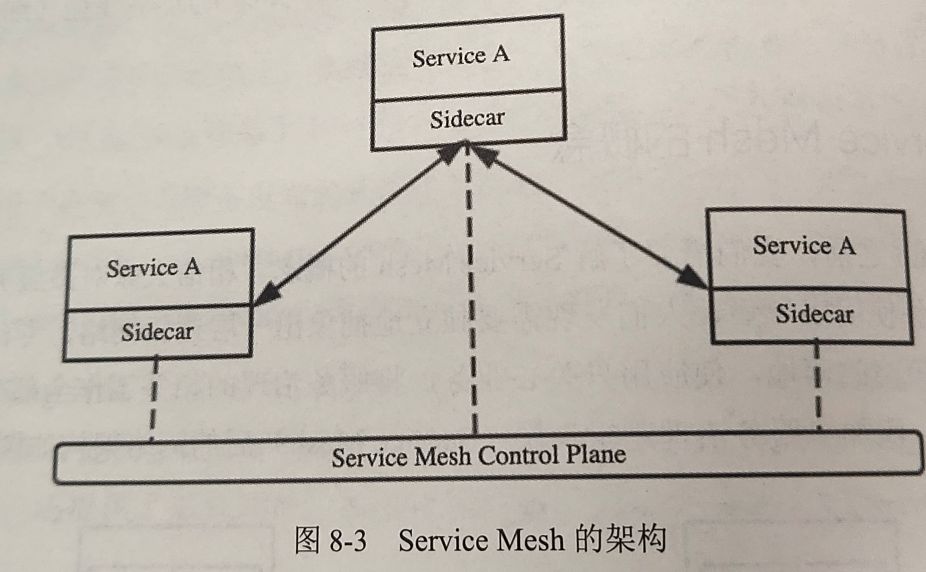 Service A
Sidecar
Service A
Sidecar
Service A
Sidecar
Service Mesh Control Plane
图 8-3 Service Mesh 的架构